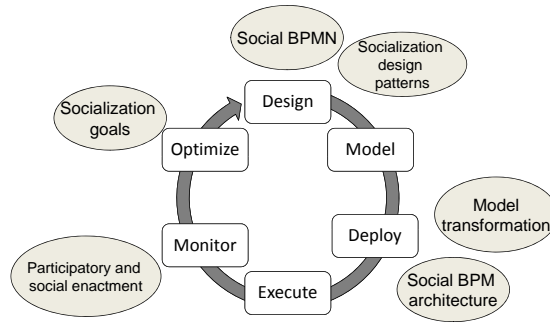 Social BPMN
Socialization
design
patterns
Design
Socialization
goals
Optimize
Model
Model
transformation
Monitor
Deploy
Participatory and
social enactment
Execute
Social BPM
architecture